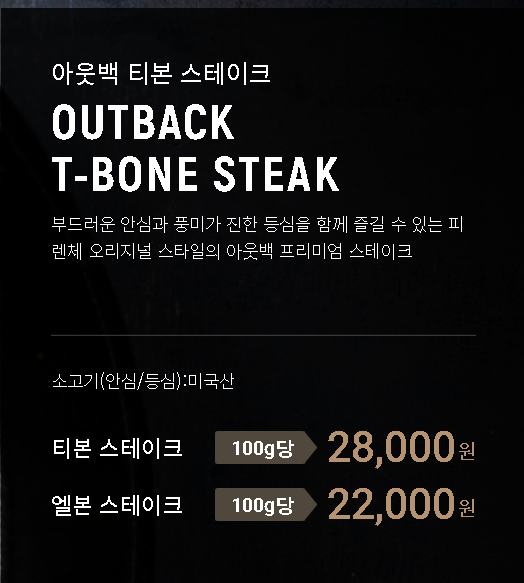 아웃백 티본 스테이크
OUTBACK
T-BONE STEAK
부드러운 안심과 풍미가 진한 등심을 함께 즐길 수 있는 피
렌체 오리지널 스타일의 아웃백 프리미엄 스테이크
소고기(안심/등심):미국산
티본 스테이크 100g당 28,000원
엘본 스테이크 100g당 22,000원